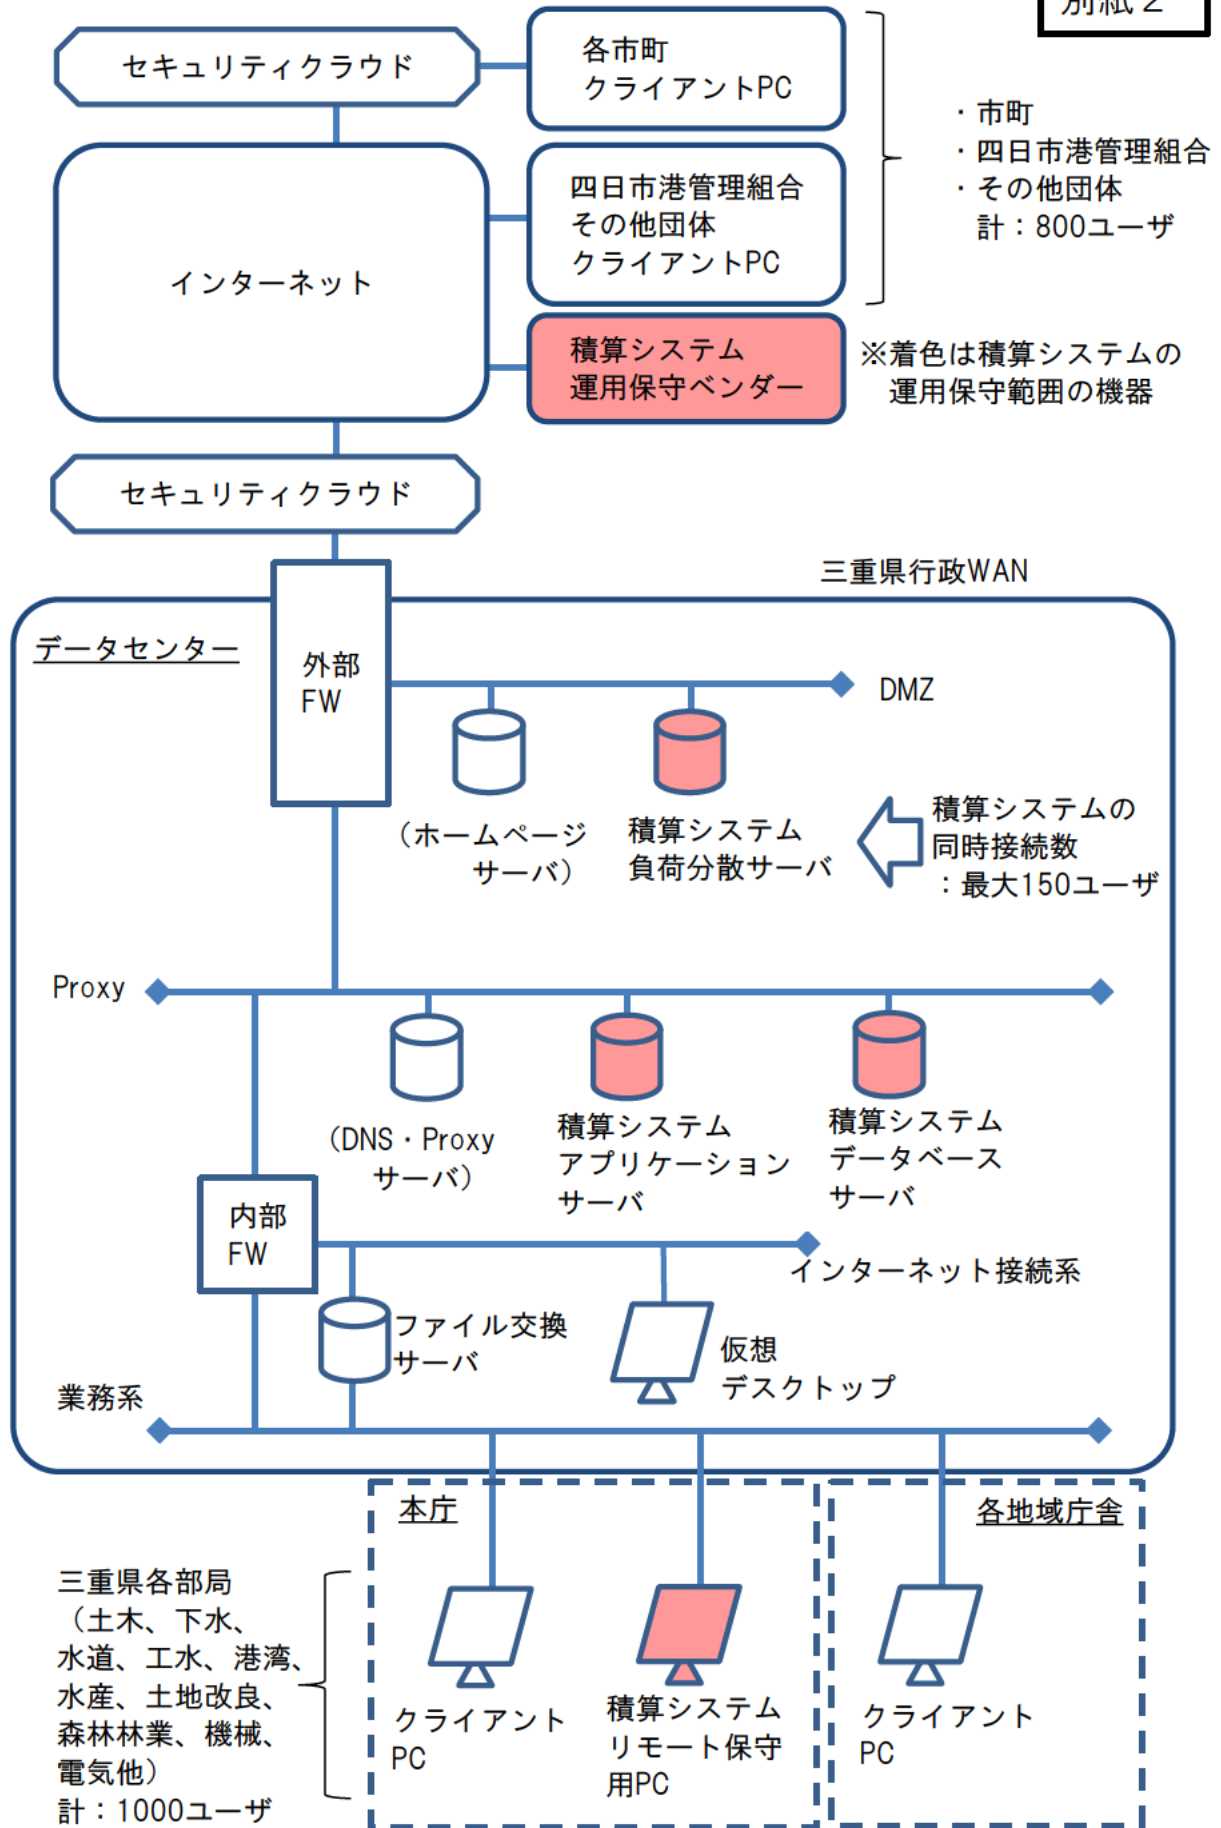 別紙２
セキュリティクラウド
各市町
クライアントPC
・市町
・四日市港管理組合
・その他団体
計：800ユーザ
四日市港管理組合
その他団体
クライアントPC
インターネット
積算システム
運用保守ベンダー
※着色は積算システムの
運用保守範囲の機器
セキュリティクラウド
三重県行政WAN
データセンター
外部
FW
DMZ
（ホームページ
サーバ）
積算システム
負荷分散サーバ
積算システムの
同時接続数
：最大150ユーザ
Proxy
（DNS・Proxy
サーバ）
積算システム
アプリケーション
サーバ
積算システム
データベース
サーバ
内部
FW
インターネット接続系
ファイル交換
サーバ
仮想
デスクトップ
業務系
本庁
各地域庁舎
三重県各部局
（土木、下水、
水道、工水、港湾、
水産、土地改良、
森林林業、機械、
電気他）
計：1000ユーザ
クライアント
PC
積算システム
リモート保守
用PC
クライアント
PC